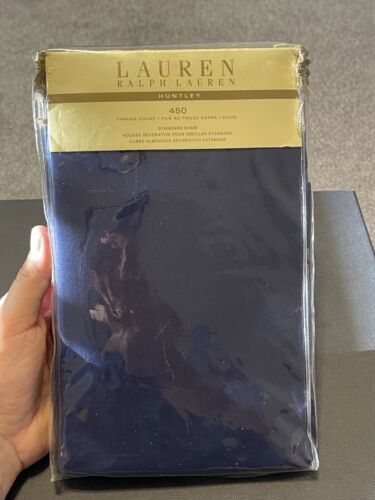 LAUREN
RALPH LAUREN
HUNTLEY
450
THREAD COUNT / FILS AU POUCE CARRÉ / HILOS
STANDARD SHAM
HOUSSE DÉCORATIVE POUR OREILLER STANDARD
CUBRE ALMOHADA DECORATIVO ESTÁNDAR